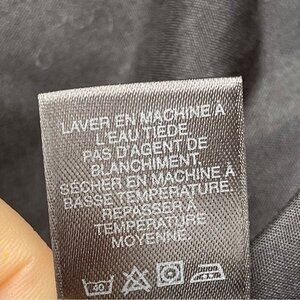 LAVER EN MACHINE À
L'EAU TIÈDE.
PAS D'AGENT DE
BLANCHIMENT.
SÉCHER EN MACHINE À
BASSE TEMPÉRATURE.
REPASSER À
TEMPÉRATURE
MOYENNE.
40